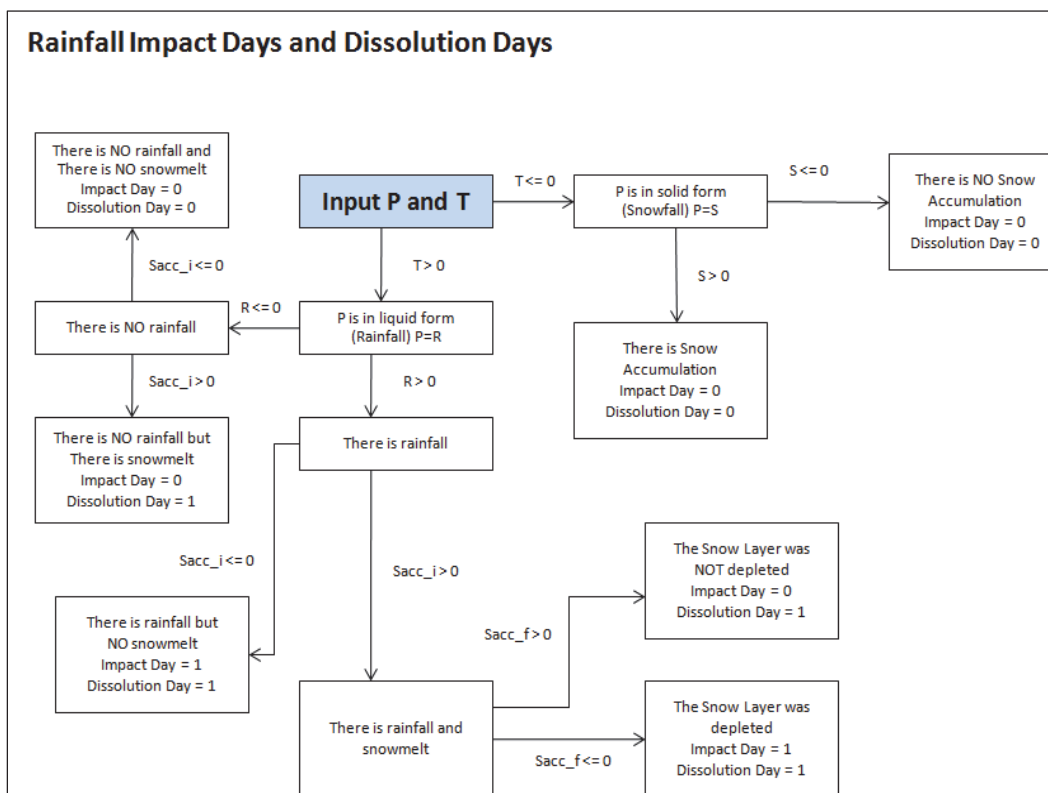 Rainfall Impact Days and Dissolution Days
There is NO rainfall and
There is NO snowmelt
Impact Day = 0
Dissolution Day = 0
Input P and T
T <= 0
P is in solid form
(Snowfall) P=S
S <= 0
There is NO Snow
Accumulation
Impact Day = 0
Dissolution Day = 0
Sacc_i <= 0
T > 0
S > 0
There is NO rainfall
R <= 0
P is in liquid form
(Rainfall) P=R
There is Snow
Accumulation
Impact Day = 0
Dissolution Day = 0
Sacc_i > 0
R > 0
There is NO rainfall but
There is snowmelt
Impact Day = 0
Dissolution Day = 1
There is rainfall
Sacc_i <= 0
Sacc_i > 0
The Snow Layer was
NOT depleted
Impact Day = 0
Dissolution Day = 1
There is rainfall but
NO snowmelt
Impact Day = 1
Dissolution Day = 1
Sacc_f > 0
There is rainfall and
snowmelt
Sacc_f <= 0
The Snow Layer was
depleted
Impact Day = 1
Dissolution Day = 1